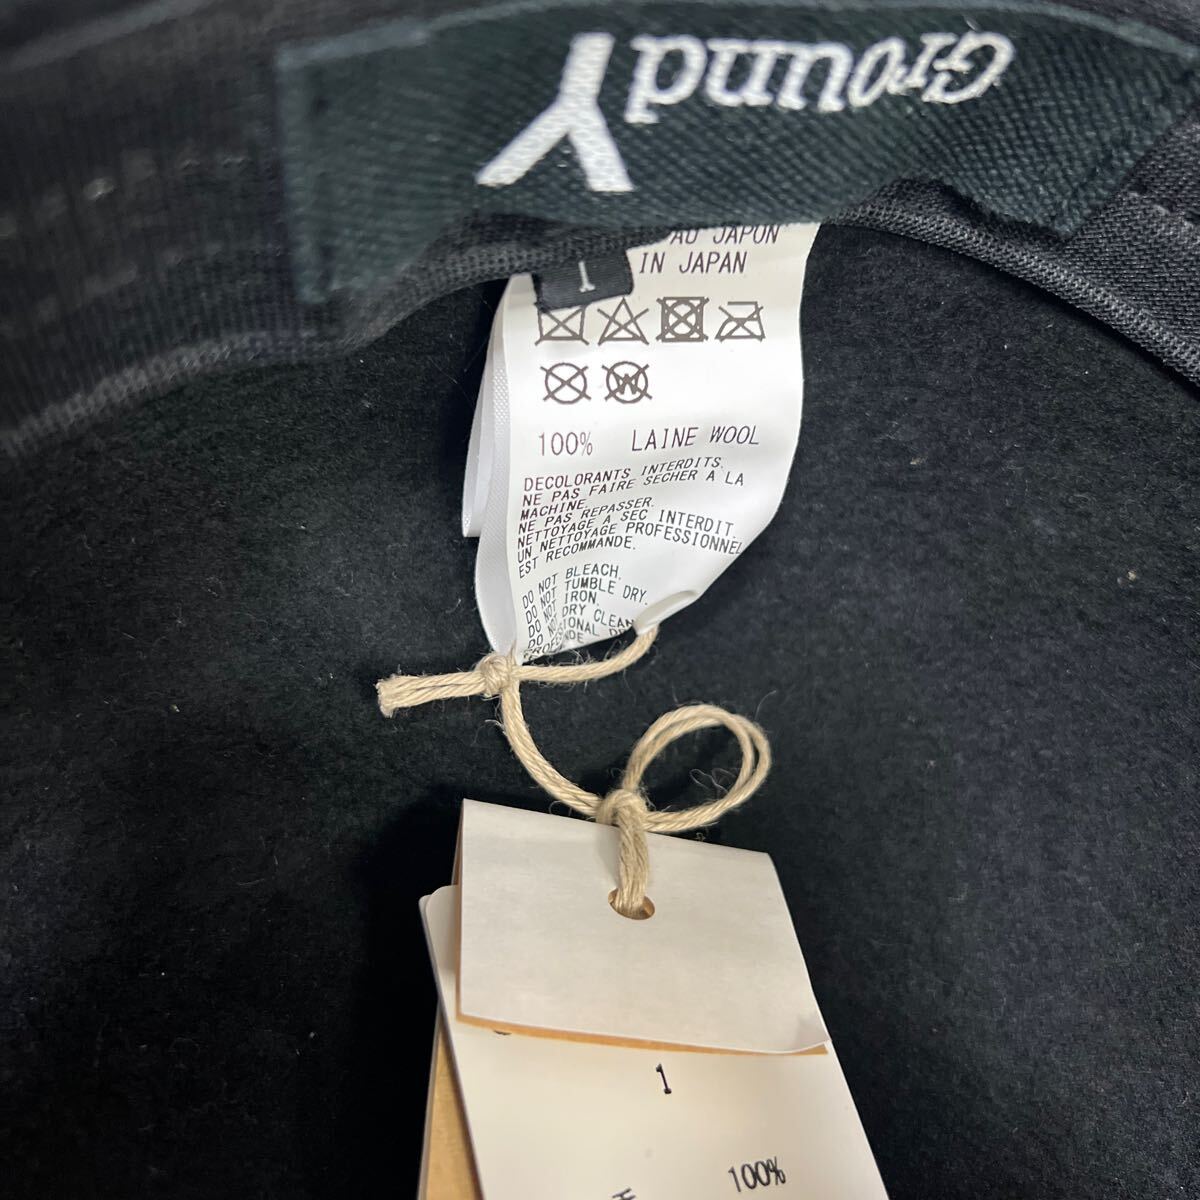 Ground Y
AU JAPON
IN JAPAN
1
W
100% LAINE WOOL
DECOLORANTS INTERDITS.
NE PAS FAIRE SECHER A LA
MACHINE.
NE PAS REPASSER.
NETTOYAGE A SEC INTERDIT.
UN NETTOYAGE PROFESSIONNEL
EST RECOMMANDE.
DO NOT BLEACH.
DO NOT TUMBLE DRY.
DO NOT IRON.
DO NOT DRY CLEAN
1
100%